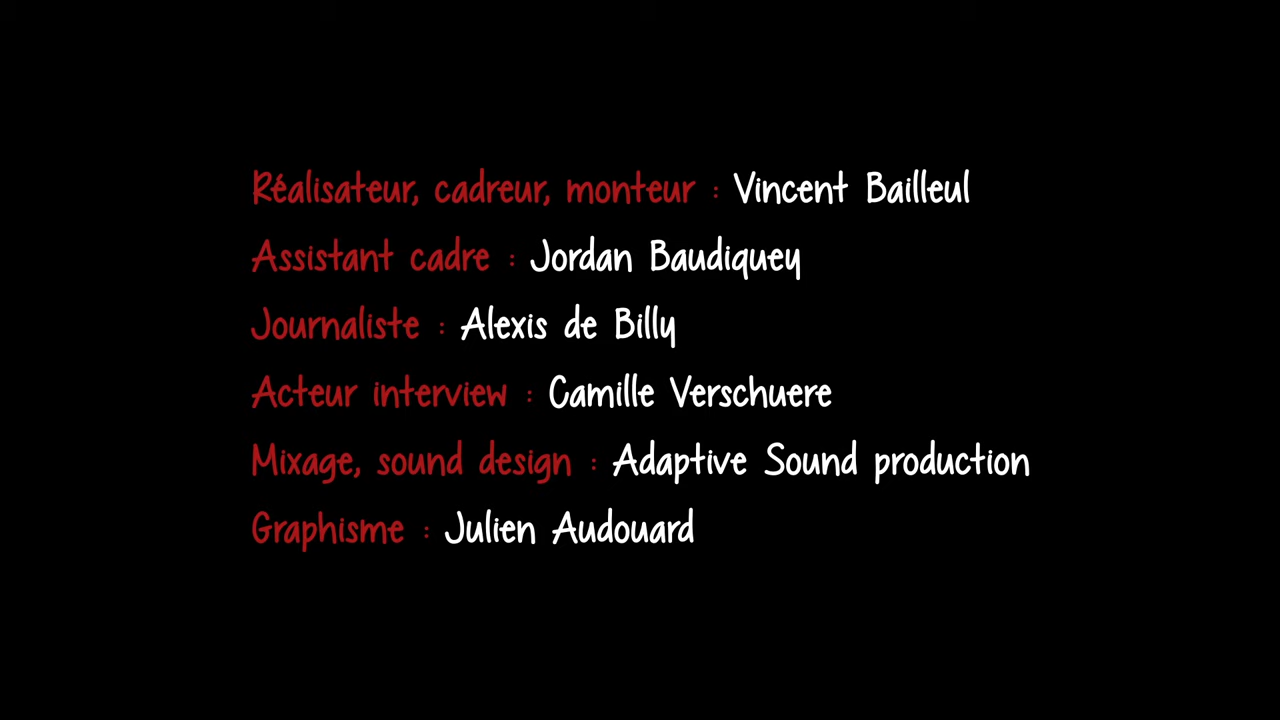 Réalisateur, cadreur, monteur : Vincent Bailleul
Assistant cadre : Jordan Baudiquey
Journaliste : Alexis de Billy
Acteur interview : Camille Verschuere
Mixage, sound design : Adaptive Sound production
Graphisme : Julien Audouard